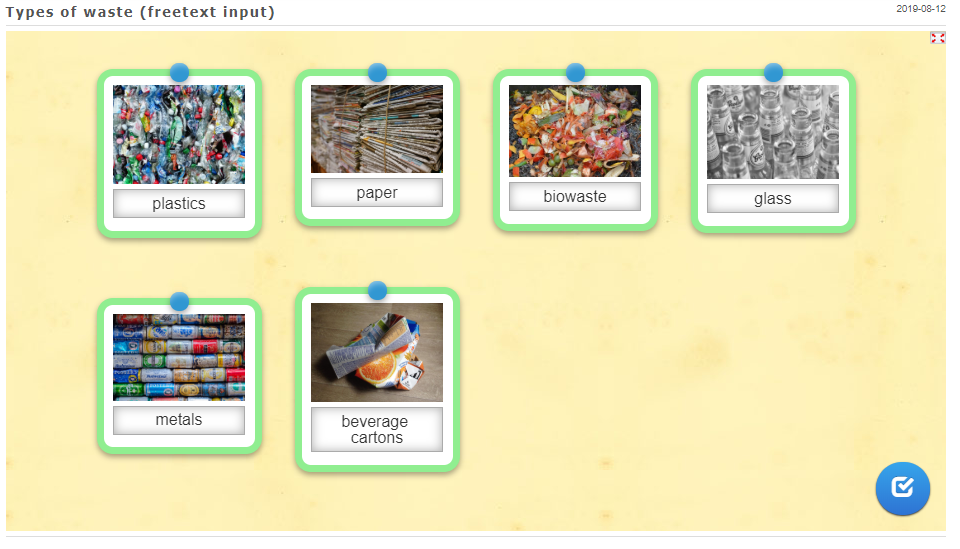 Types of waste (freetext input)
2019-08-12
plastics
paper
biowaste
glass
metals
beverage
cartons